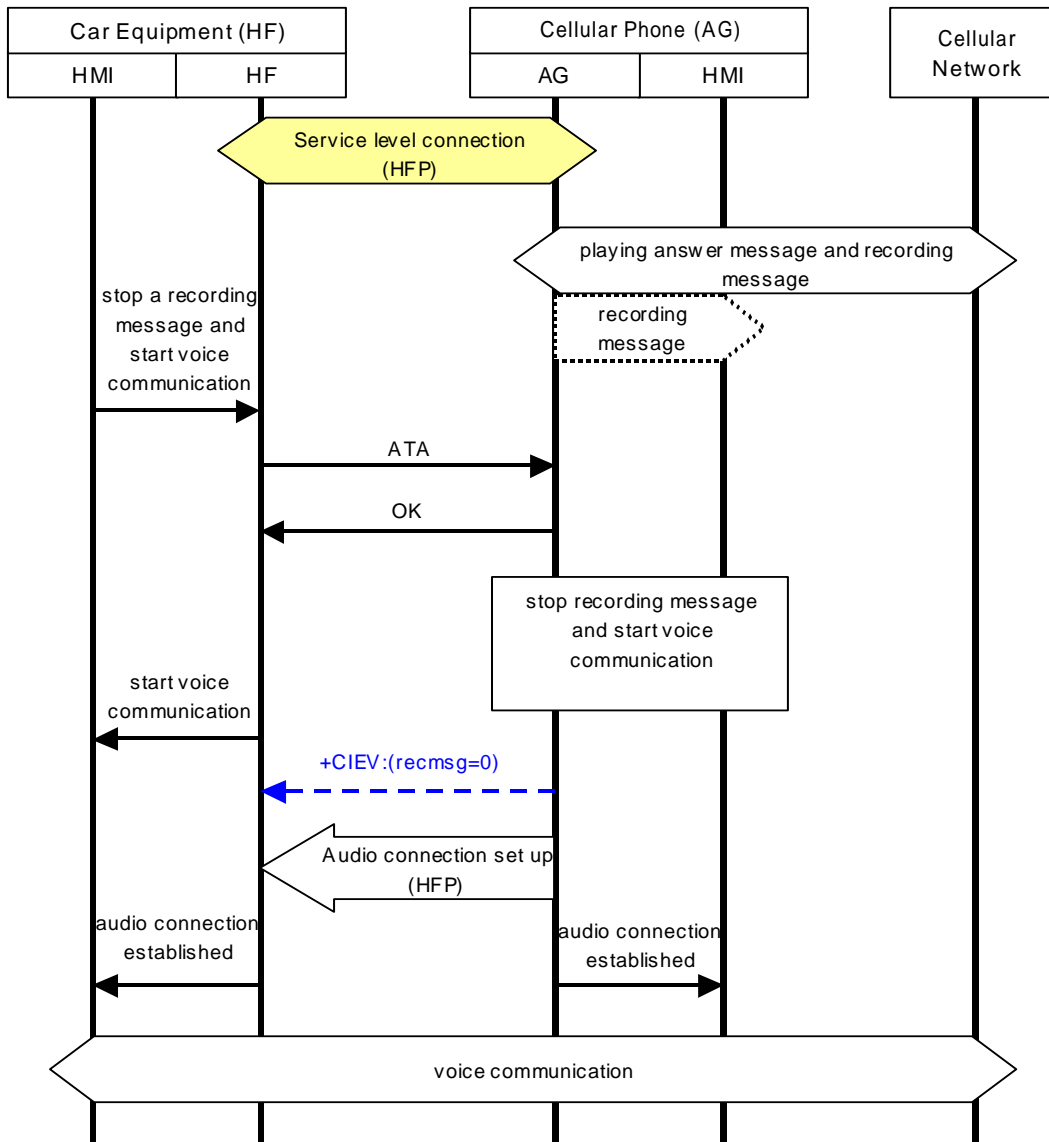 Car Equipment (HF)
Cellular Phone (AG)
Cellular
Network
HMI
HF
AG
HMI
Service level connection
(HFP)
playing answer message and recording
message
recording
message
stop a recording
message and
start voice
communication
ATA
OK
stop recording message
and start voice
communication
start voice
communication
+CIEV:(recmsg=0)
Audio connection set up
(HFP)
audio connection
established
audio connection
established
voice communication